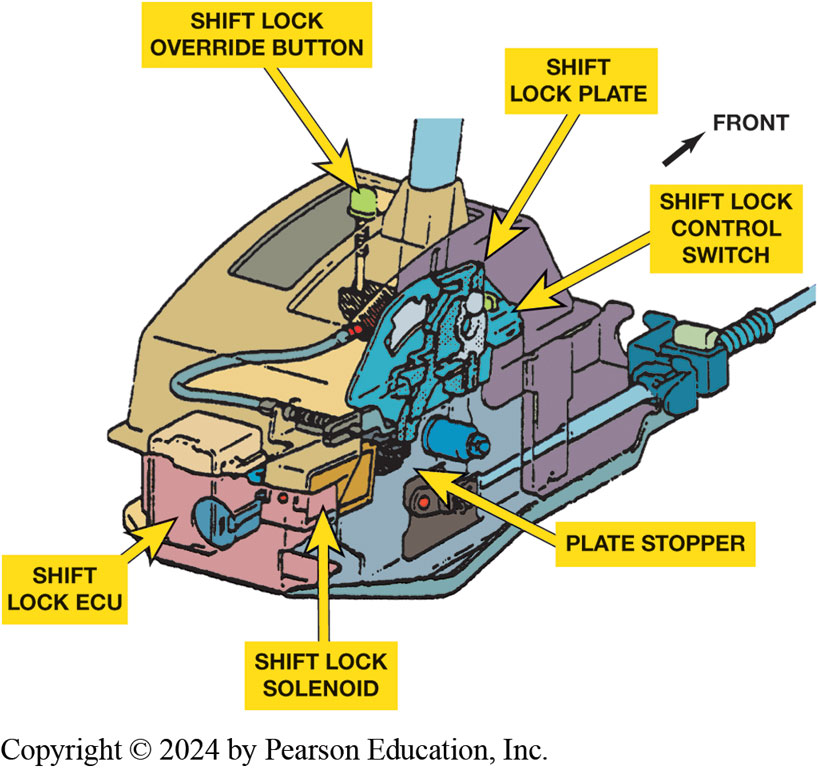 SHIFT LOCK
OVERRIDE BUTTON
SHIFT
LOCK PLATE
FRONT
SHIFT LOCK
CONTROL
SWITCH
PLATE STOPPER
SHIFT
LOCK ECU
SHIFT LOCK
SOLENOID
Copyright © 2024 by Pearson Education, Inc.